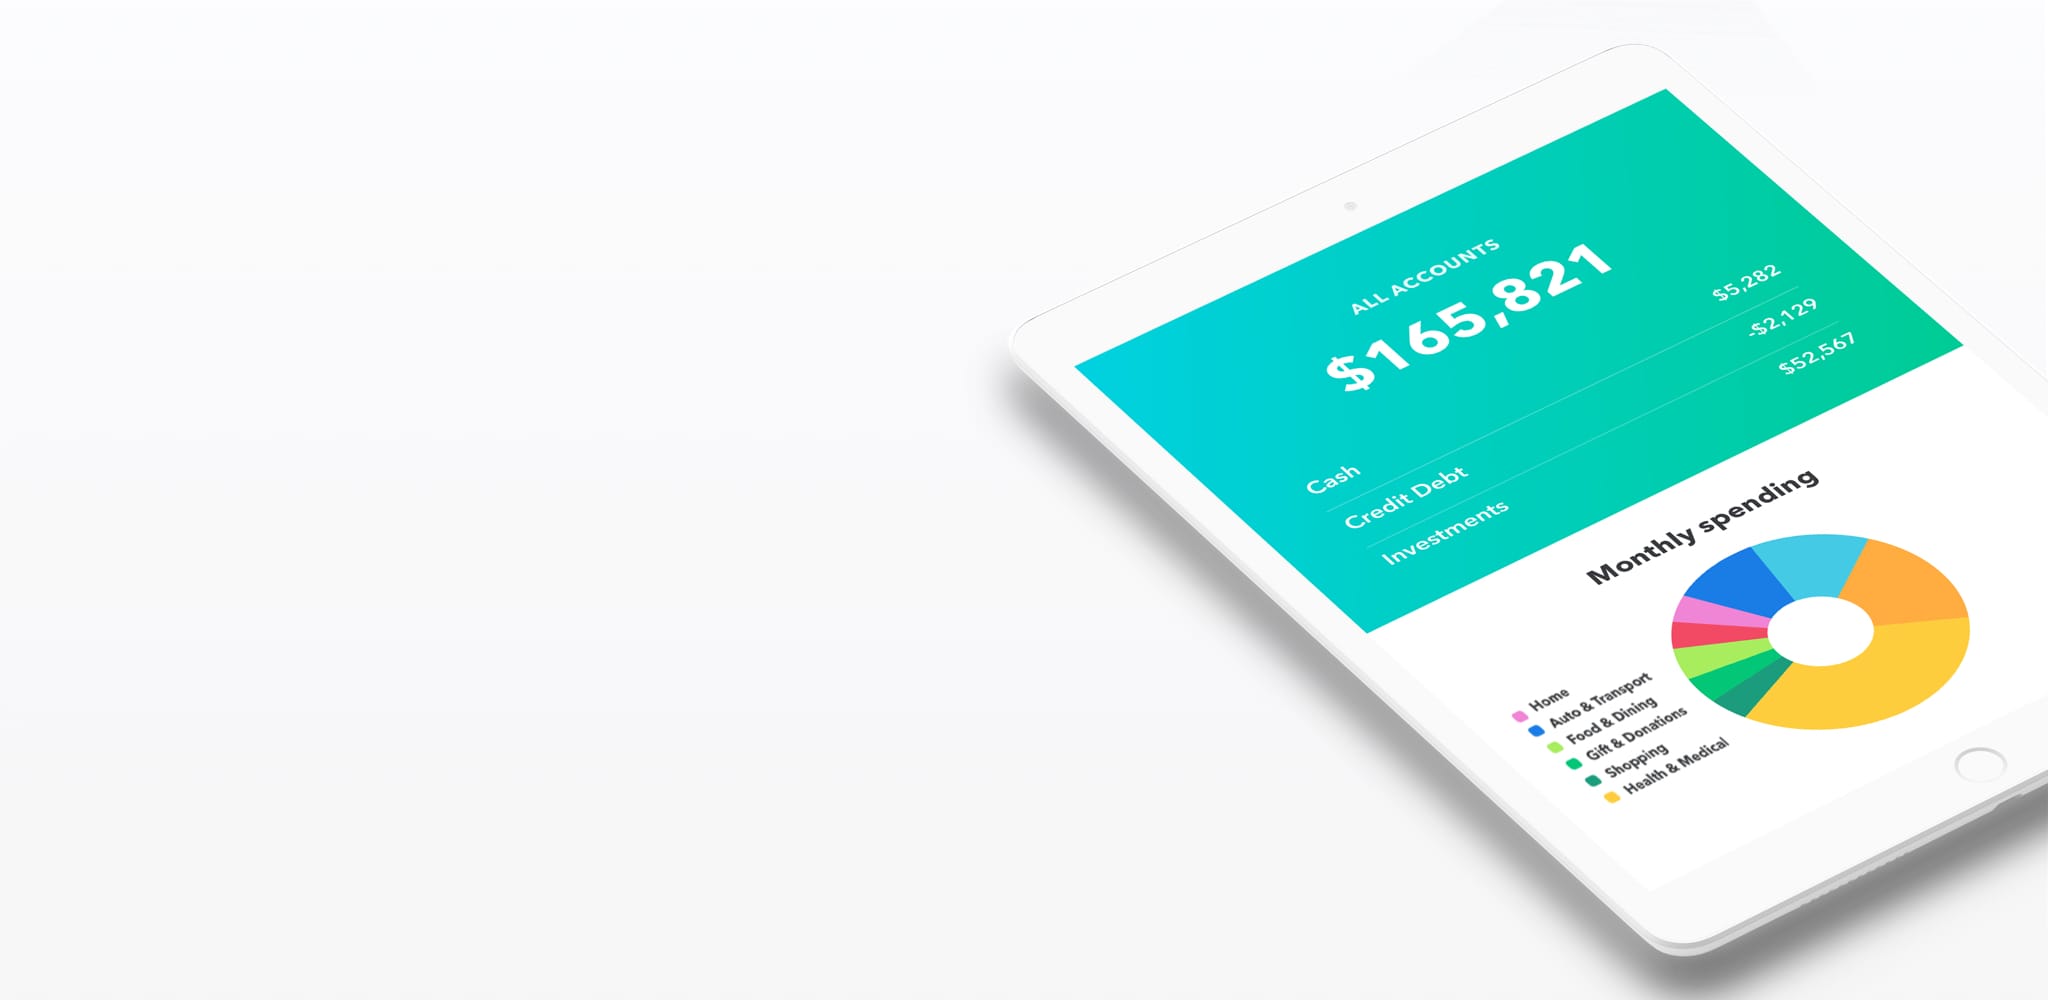 ALL ACCOUNTS
$165,821
Cash $5,282
Credit Debt -$2,129
Investments $52,567
Monthly spending
Home
Auto & Transport
Food & Dining
Gift & Donations
Shopping
Health & Medical